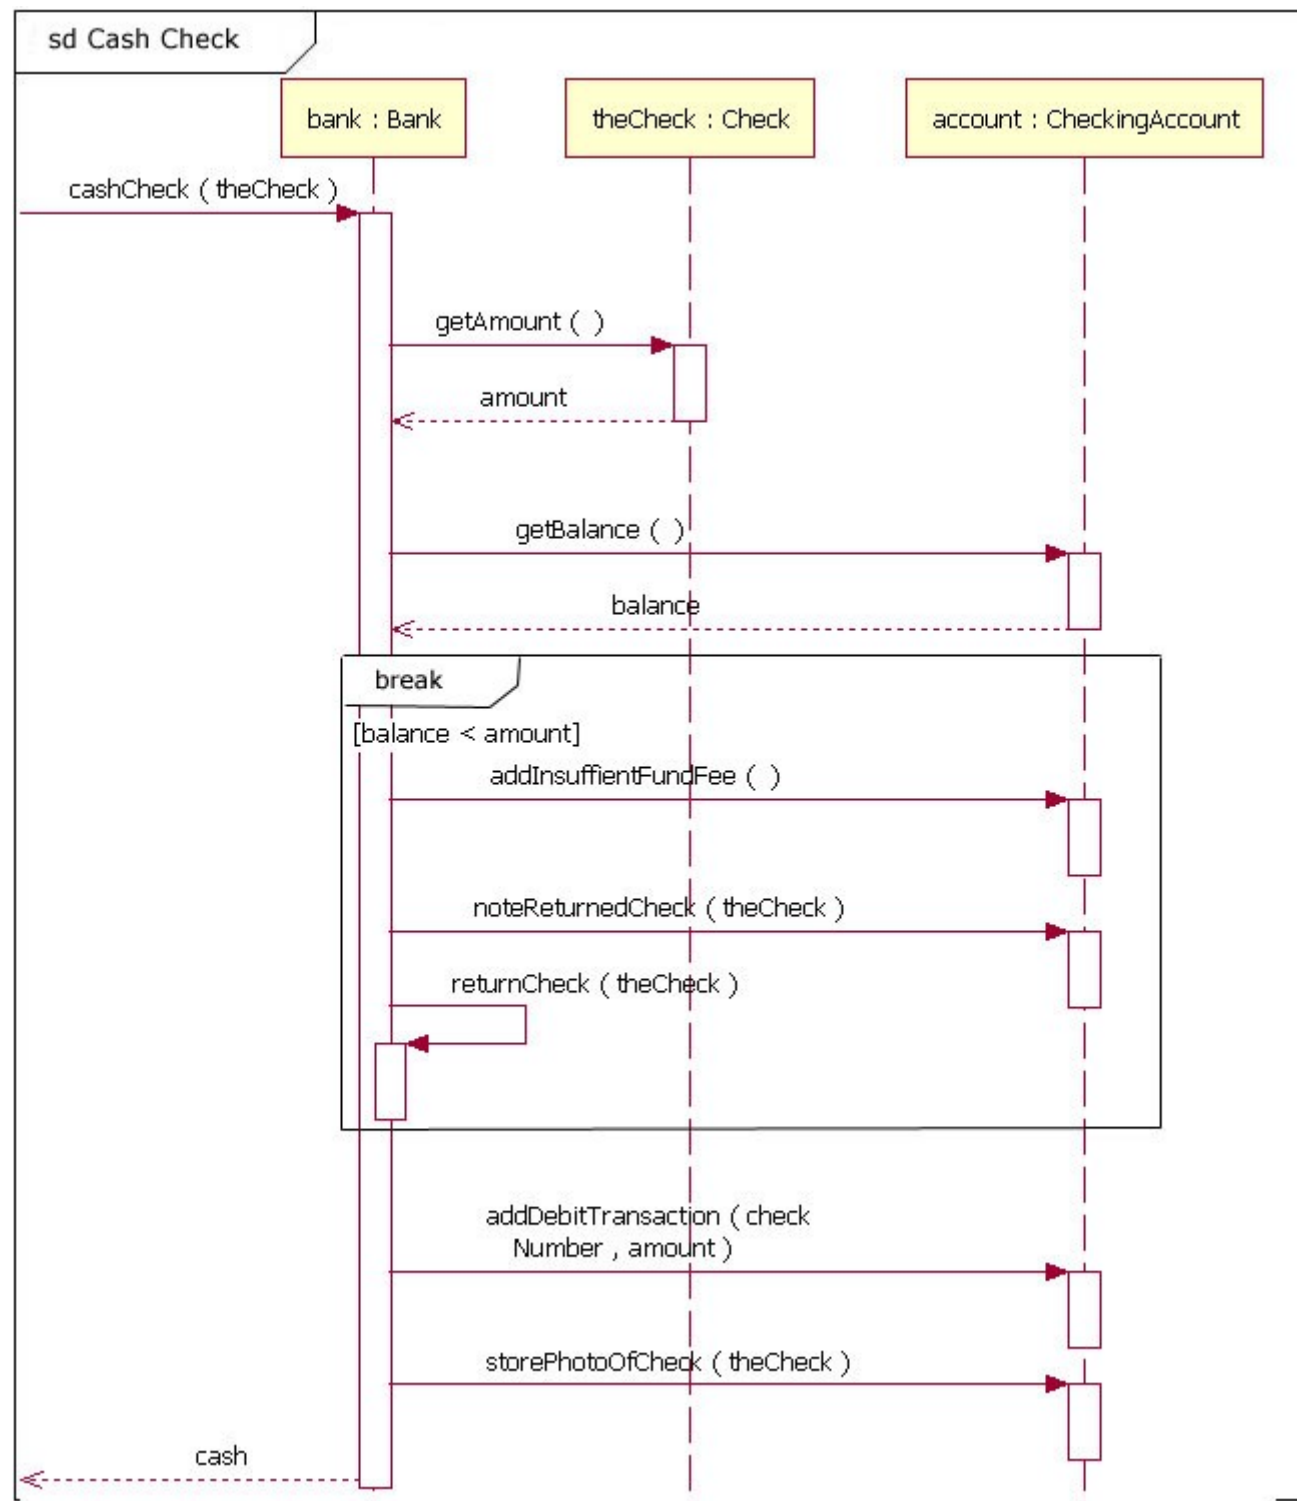 sd Cash Check
bank : Bank
theCheck : Check
account : CheckingAccount
cashCheck ( theCheck )
getAmount ( )
amount
getBalance ( )
balance
break
[balance < amount]
addInsuffientFundFee ( )
noteReturnedCheck ( theCheck )
returnCheck ( theCheck )
addDebitTransaction ( check
Number , amount )
storePhotoOfCheck ( theCheck )
cash